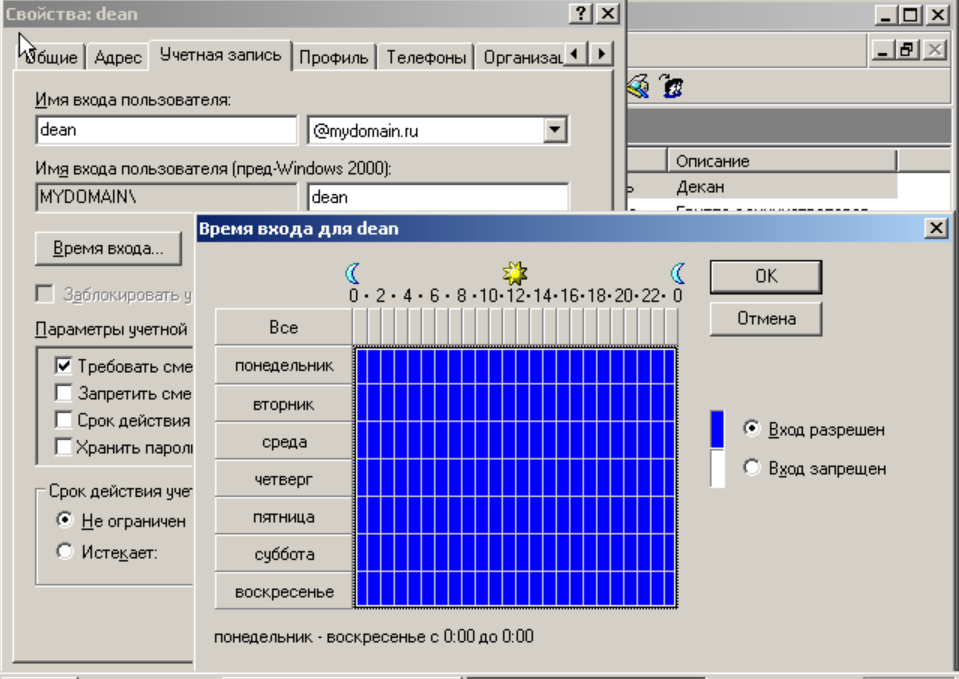 Свойства: dean
Общие Адрес Учетная запись Профиль Телефоны Организац
Имя входа пользователя:
dean @mydomain.ru
Имя входа пользователя (пред-Windows 2000):
MYDOMAIN\ dean
Описание
Декан
Время входа...
Время входа для dean
0 · 2 · 4 · 6 · 8 ·10·12·14·16·18·20·22· 0
Все
понедельник
вторник
среда
четверг
пятница
суббота
воскресенье
понедельник - воскресенье с 0:00 до 0:00
OK
Отмена
Вход разрешен
Вход запрещен
Заблокировать у
Параметры учетной
Требовать сме
Запретить сме
Срок действия
Хранить парол
Срок действия уче
Не ограничен
Истекает: